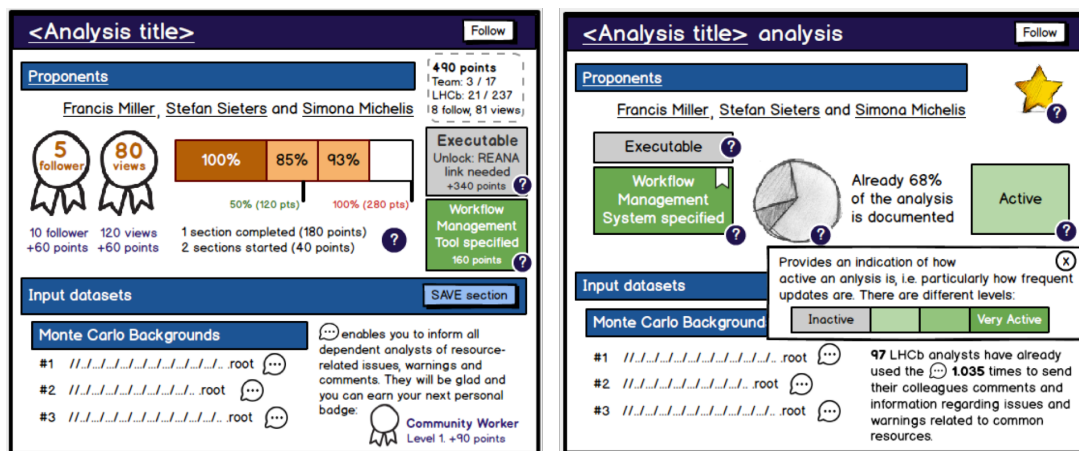 <Analysis title>
Follow
Proponents
Francis Miller, Stefan Sieters and Simona Michelis
490 points
Team: 3 / 17
LHCb: 21 / 237
8 follow, 81 views
5
follower
80
views
100%
85%
93%
50% (120 pts)
100% (280 pts)
10 follower
+60 points
120 views
+60 points
1 section completed (180 points)
2 sections started (40 points)
?
Executable
Unlock: REANA
link needed
+340 points
?
Workflow
Management
Tool specified
160 points
?
Input datasets
SAVE section
Monte Carlo Backgrounds
#1 //../.../.../.../.../.../.../.../.../.. .root
#2 //../.../.../.../.../.../.../.. .root
#3 //../.../.../.../.../.../.../.../.. .root
enables you to inform all
dependent analysts of resource-
related issues, warnings and
comments. They will be glad and
you can earn your next personal
badge:
Community Worker
Level 1. +90 points
<Analysis title> analysis
Follow
Proponents
Francis Miller, Stefan Sieters and Simona Michelis
?
Executable
?
Workflow
Management
System specified
?
?
Already 68%
of the analysis
is documented
Active
?
Provides an indication of how
active an anlysis is, i.e. particularly how frequent
updates are. There are different levels:
X
Inactive
Very Active
Input datasets
Monte Carlo Background
#1 //../.../.../.../.../.../.../.../.../.. .root
#2 //../.../.../.../.../.../.../.. .root
#3 //../.../.../.../.../.../.../.../.. .root
97 LHCb analysts have already
used the 1.035 times to send
their colleagues comments and
information regarding issues and
warnings related to common
resources.